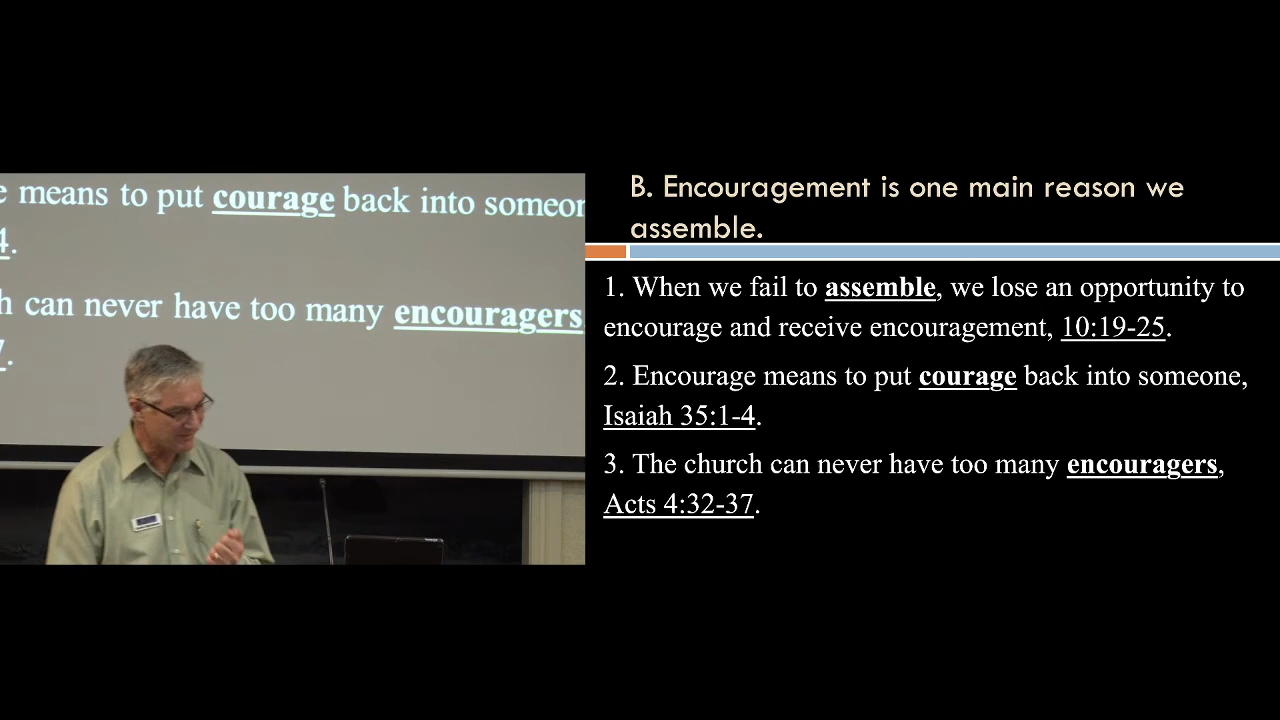 e means to put courage back into someon
4.
h can never have too many encouragers
7.
B. Encouragement is one main reason we
assemble.
1. When we fail to assemble, we lose an opportunity to
encourage and receive encouragement, 10:19-25.
2. Encourage means to put courage back into someone,
Isaiah 35:1-4.
3. The church can never have too many encouragers,
Acts 4:32-37.